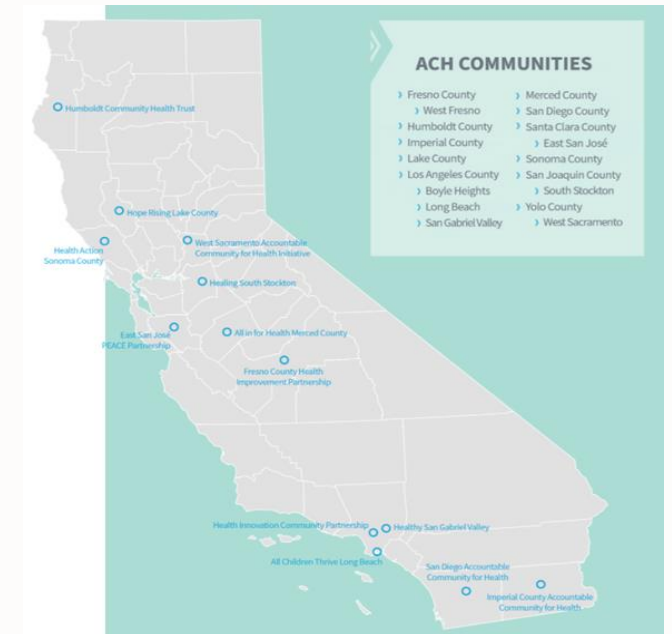 ACH COMMUNITIES
› Fresno County
› West Fresno
› Humboldt County
› Imperial County
› Lake County
› Los Angeles County
› Boyle Heights
› Long Beach
› San Gabriel Valley
› Merced County
› San Diego County
› Santa Clara County
› East San José
› Sonoma County
› San Joaquin County
› South Stockton
› Yolo County
› West Sacramento
Humboldt Community Health Trust
Hope Rising Lake County
Health Action
Sonoma County
West Sacramento Accountable
Community for Health Initiative
Healing South Stockton
East San José
PEACE Partnership
All in for Health Merced County
Fresno County Health
Improvement Partnership
Health Innovation Community Partnership
Healthy San Gabriel Valley
All Children Thrive Long Beach
San Diego Accountable
Community for Health
Imperial County Accountable
Community for Health